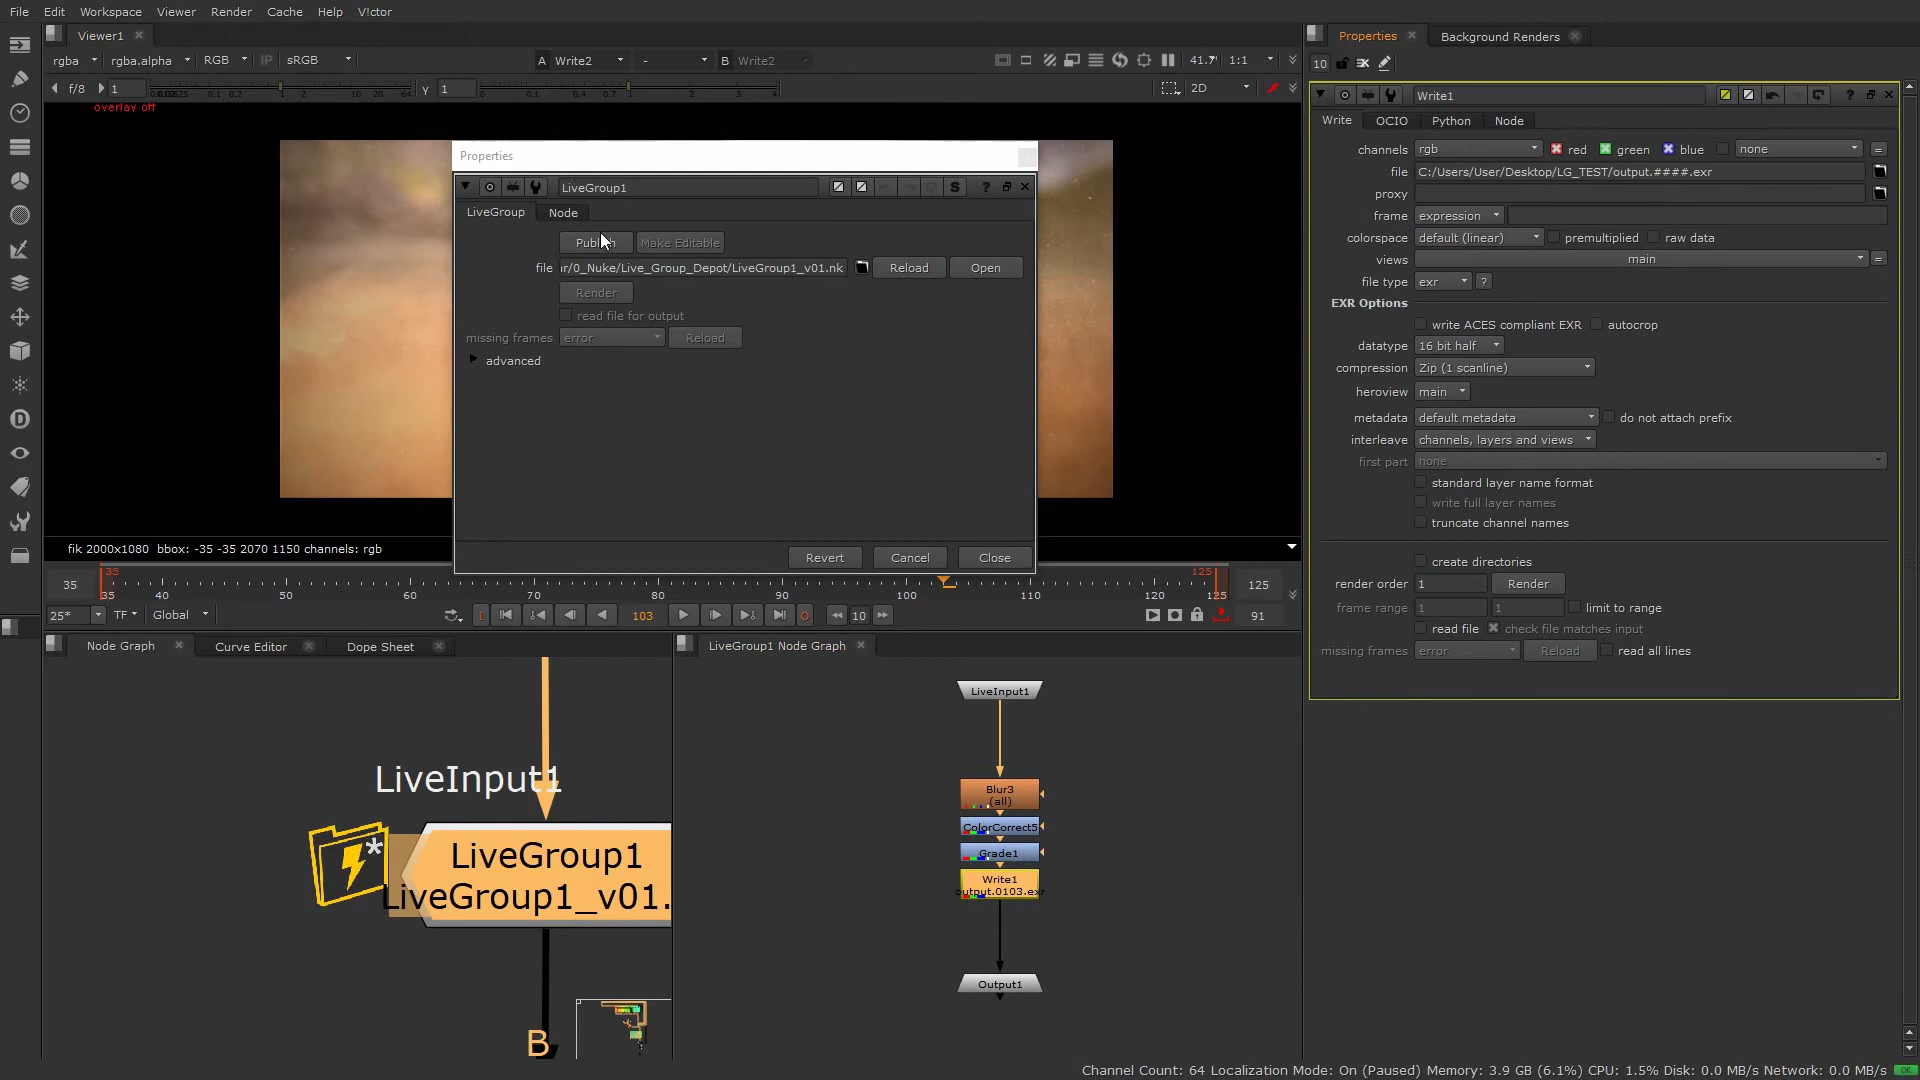 File Edit Workspace Viewer Render Cache Help V!ctor
Viewer1
rgba rgba.alpha RGB IP sRGB A Write2 - B Write2 41.7 1:1
f/8 1 Y 1 2D
overlay off
fik 2000x1080 bbox: -35 -35 2070 1150 channels: rgb
Properties
LiveGroup1 S ?
LiveGroup Node
Publish Make Editable
file ar/0_Nuke/Live_Group_Depot/LiveGroup1_v01.nk Reload Open
Render
read file for output
missing frames error Reload
advanced
Revert Cancel Close
35 35 125 125
35 40 50 60 70 80 90 100 110 120 125
25* TF Global 103 10 91
Node Graph Curve Editor Dope Sheet
LiveInput1
LiveGroup1
LiveGroup1_v01.
B
LiveGroup1 Node Graph
LiveInput1
Blur3
(all)
ColorCorrect5
Grade1
Write1
output.0103.exr
Output1
Properties Background Renders
10
Write1 ?
Write OCIO Python Node
channels rgb red green blue none =
file C:/Users/User/Desktop/LG_TEST/output.####.exr
proxy
frame expression
colorspace default (linear) premultiplied raw data
views main =
file type exr ?
EXR Options
write ACES compliant EXR autocrop
datatype 16 bit half
compression Zip (1 scanline)
heroview main
metadata default metadata do not attach prefix
interleave channels, layers and views
first part none
standard layer name format
write full layer names
truncate channel names
create directories
render order 1 Render
frame range 1 1 limit to range
read file check file matches input
missing frames error Reload read all lines
Channel Count: 64 Localization Mode: On (Paused) Memory: 3.9 GB (6.1%) CPU: 1.5% Disk: 0.0 MB/s Network: 0.0 MB/s